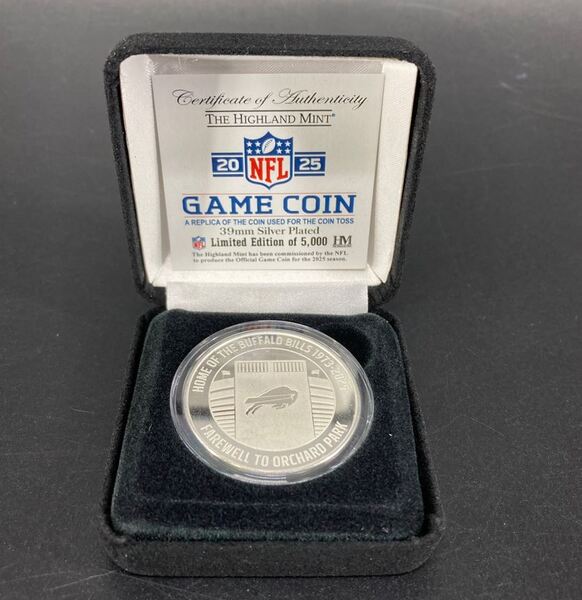 Certificate of Authenticity
THE HIGHLAND MINT®
20 NFL 25
GAME COIN
A REPLICA OF THE COIN USED FOR THE COIN TOSS
39mm Silver Plated
NFL Limited Edition of 5,000 HM
The Highland Mint has been commissioned by the NFL
to produce the Official Game Coin for the 2025 season.
HOME OF THE BUFFALO BILLS 1973-2025
FAREWELL TO ORCHARD PARK